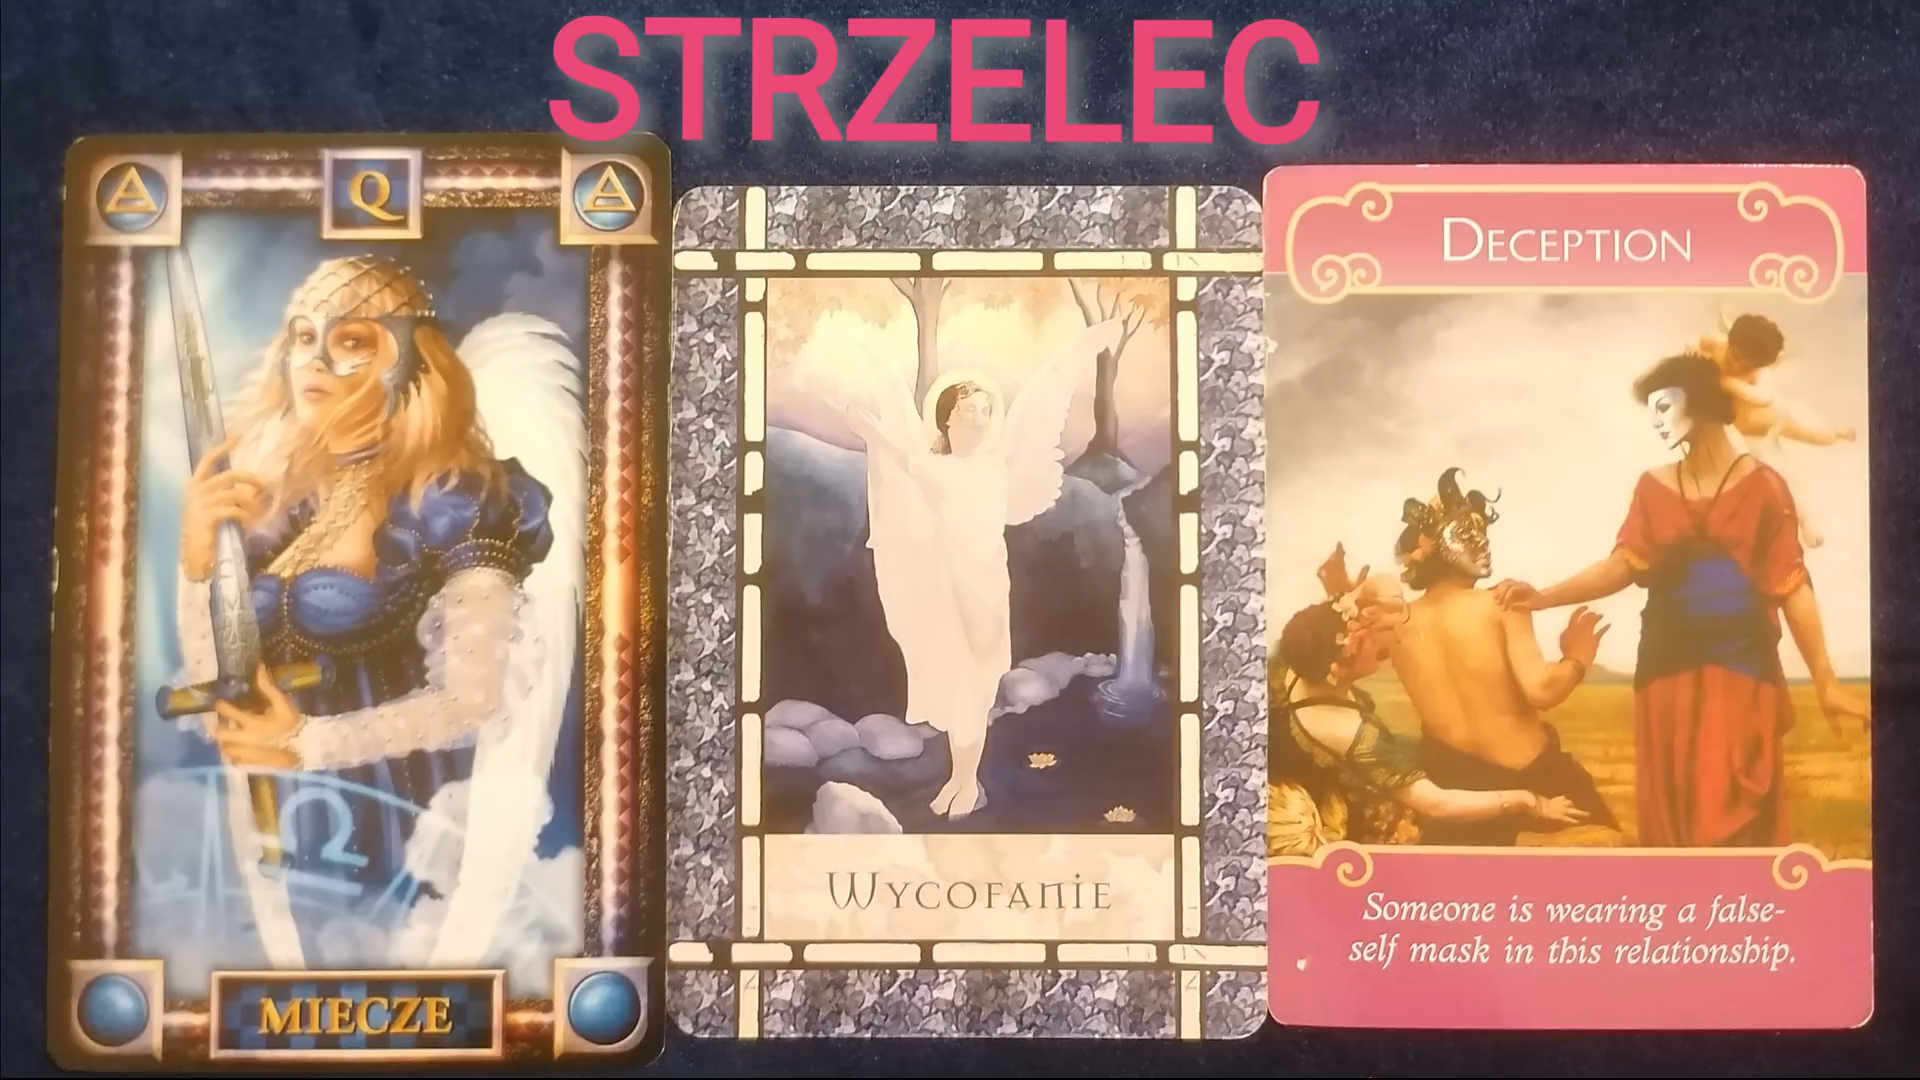 STRZELEC
Q
MIECZE
WYCOFANIE
DECEPTION
Someone is wearing a false-
self mask in this relationship.